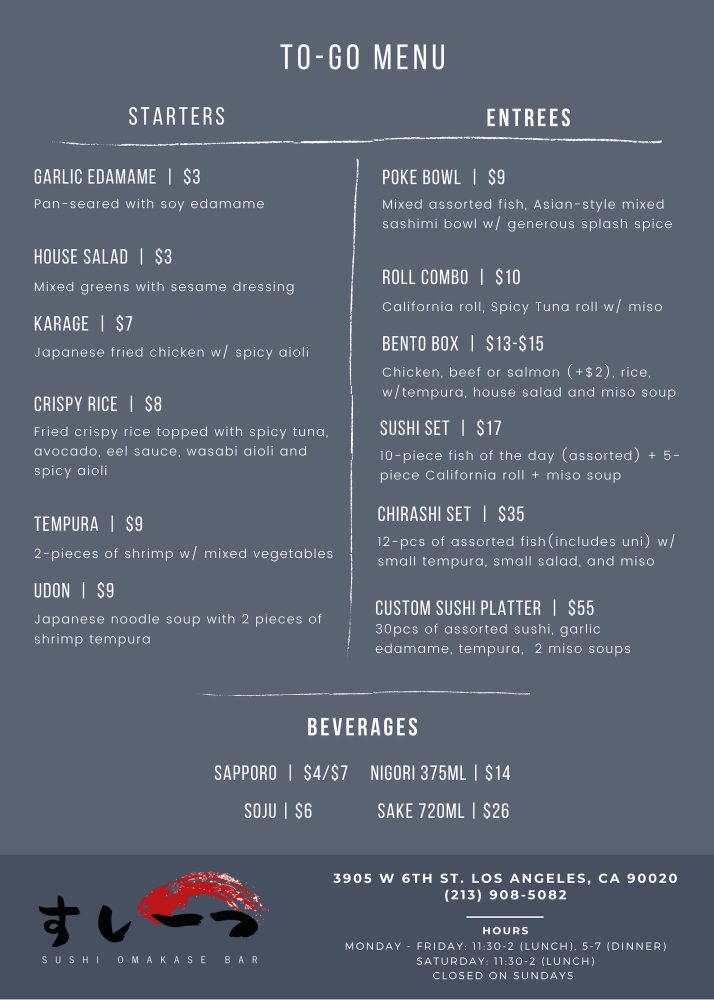 TO-GO MENU
STARTERS
GARLIC EDAMAME | $3
Pan-seared with soy edamame
HOUSE SALAD | $3
Mixed greens with sesame dressing
KARAGE | $7
Japanese fried chicken w/ spicy aioli
CRISPY RICE | $8
Fried crispy rice topped with spicy tuna,
avocado, eel sauce, wasabi aioli and
spicy aioli
TEMPURA | $9
2-pieces of shrimp w/ mixed vegetables
UDON | $9
Japanese noodle soup with 2 pieces of
shrimp tempura
ENTREES
POKE BOWL | $9
Mixed assorted fish, Asian-style mixed
sashimi bowl w/ generous splash spice
ROLL COMBO | $10
California roll, Spicy Tuna roll w/ miso
BENTO BOX | $13-$15
Chicken, beef or salmon (+$2), rice,
w/tempura, house salad and miso soup
SUSHI SET | $17
10-piece fish of the day (assorted) + 5-
piece California roll + miso soup
CHIRASHI SET | $35
12-pcs of assorted fish(includes uni) w/
small tempura, small salad, and miso
CUSTOM SUSHI PLATTER | $55
30pcs of assorted sushi, garlic
edamame, tempura, 2 miso soups
BEVERAGES
SAPPORO | $4/$7 NIGORI 375ML | $14
SOJU | $6 SAKE 720ML | $26
すし一つ
SUSHI OMAKASE BAR
3905 W 6TH ST. LOS ANGELES, CA 90020
(213) 908-5082
HOURS
MONDAY - FRIDAY: 11:30-2 (LUNCH), 5-7 (DINNER)
SATURDAY: 11:30-2 (LUNCH)
CLOSED ON SUNDAYS